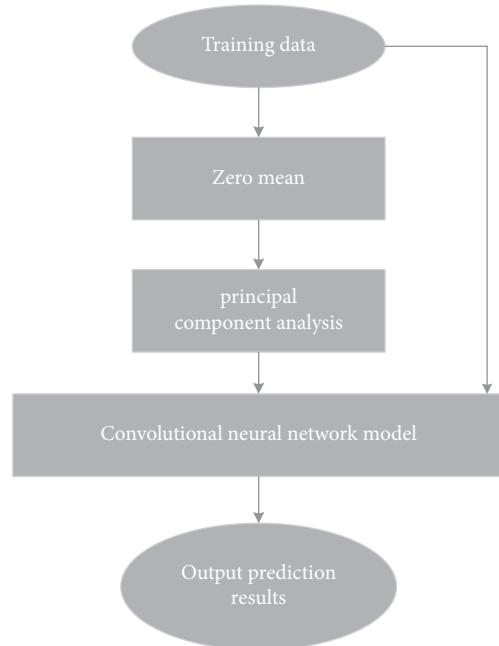 Training data
Zero mean
principal
component analysis
Convolutional neural network model
Output prediction
results